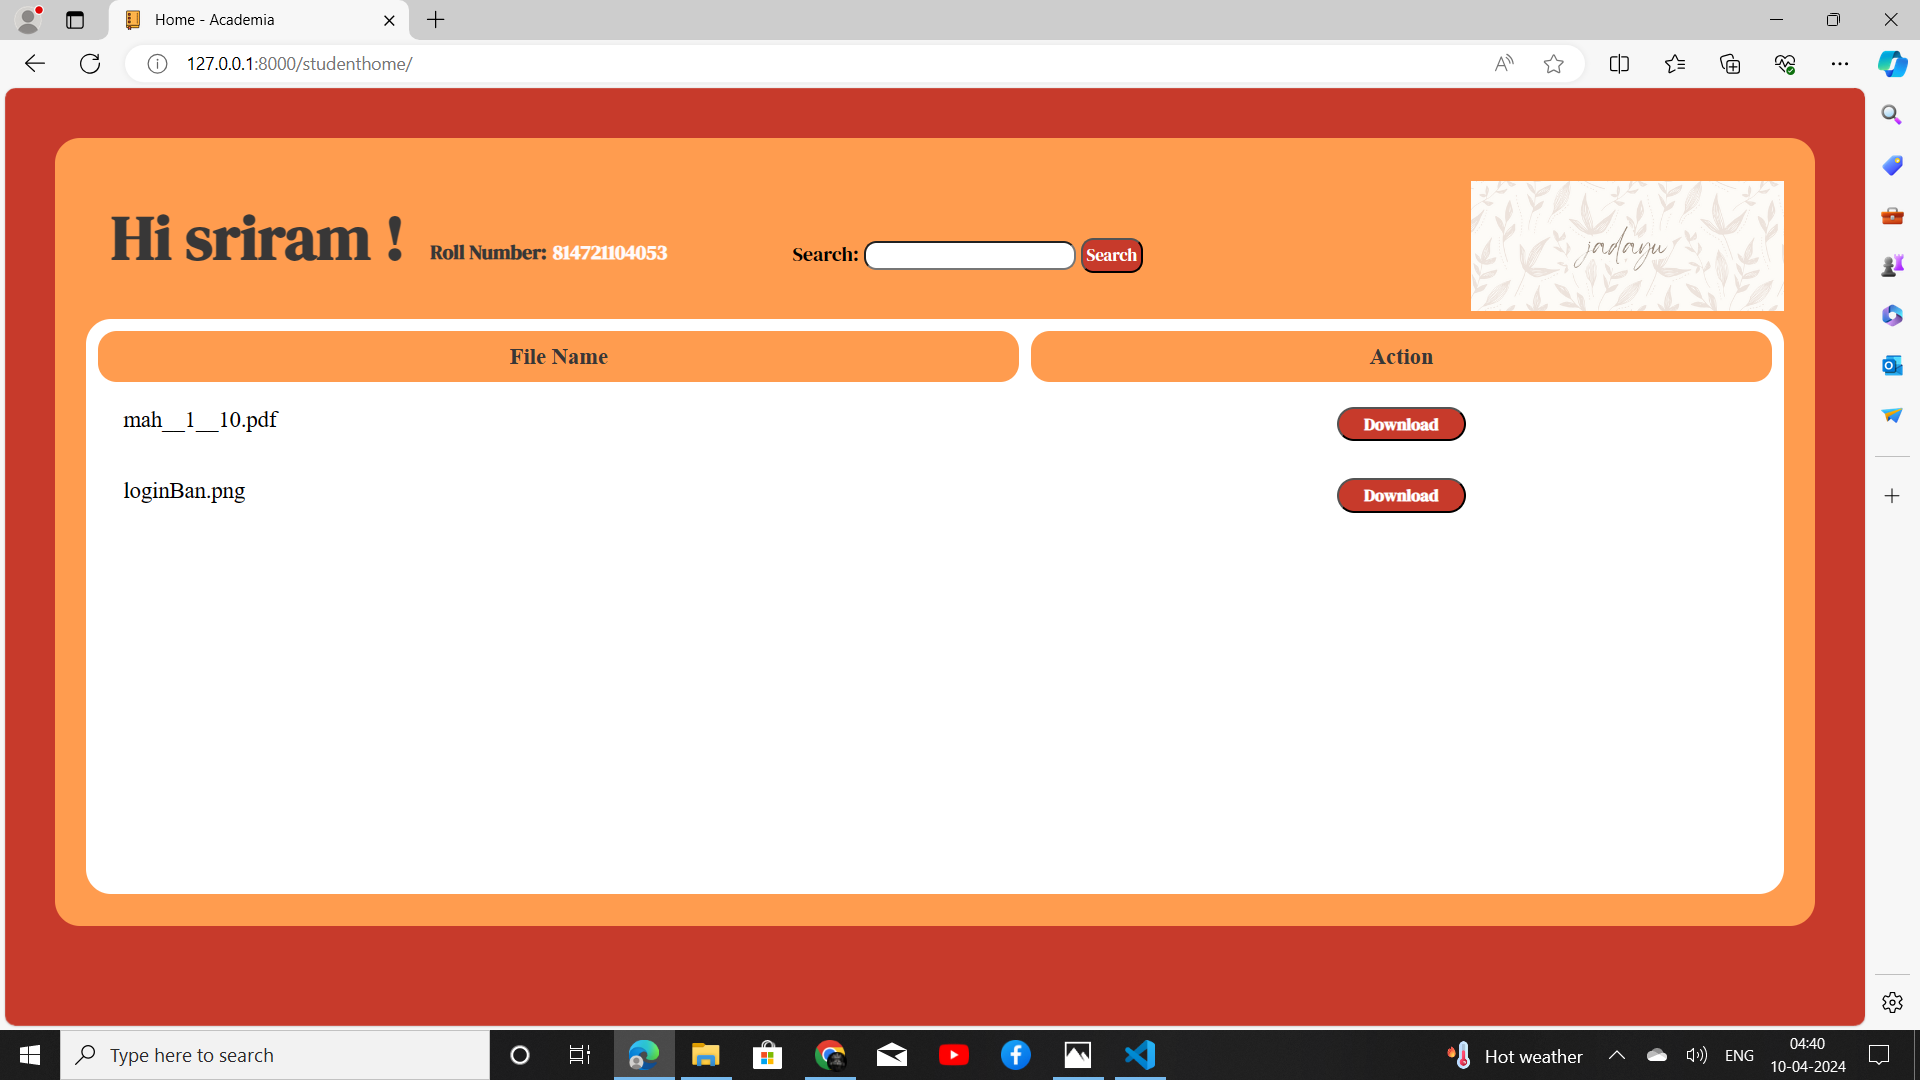 Home - Academia
127.0.0.1:8000/studenthome/
Hi sriram !
Roll Number: 814721104053
Search:
Search
jadayu
File Name
Action
mah__1__10.pdf
Download
loginBan.png
Download
Type here to search
Hot weather
ENG
04:40
10-04-2024